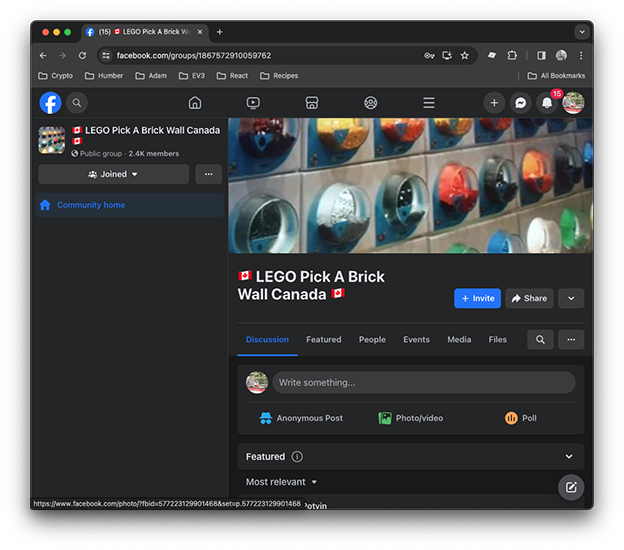 (15) 🇨🇦 LEGO Pick A Brick Wall
facebook.com/groups/1867572910059762
Crypto Humber Adam EV3 React Recipes All Bookmarks
15
🇨🇦 LEGO Pick A Brick Wall Canada 🇨🇦
Public group · 2.4K members
Joined
Community home
🇨🇦 LEGO Pick A Brick
Wall Canada 🇨🇦
+ Invite Share
Discussion Featured People Events Media Files
Write something...
Anonymous Post Photo/video Poll
Featured
Most relevant
https://www.facebook.com/photo/?fbid=577223129901468&set=p.577223129901468